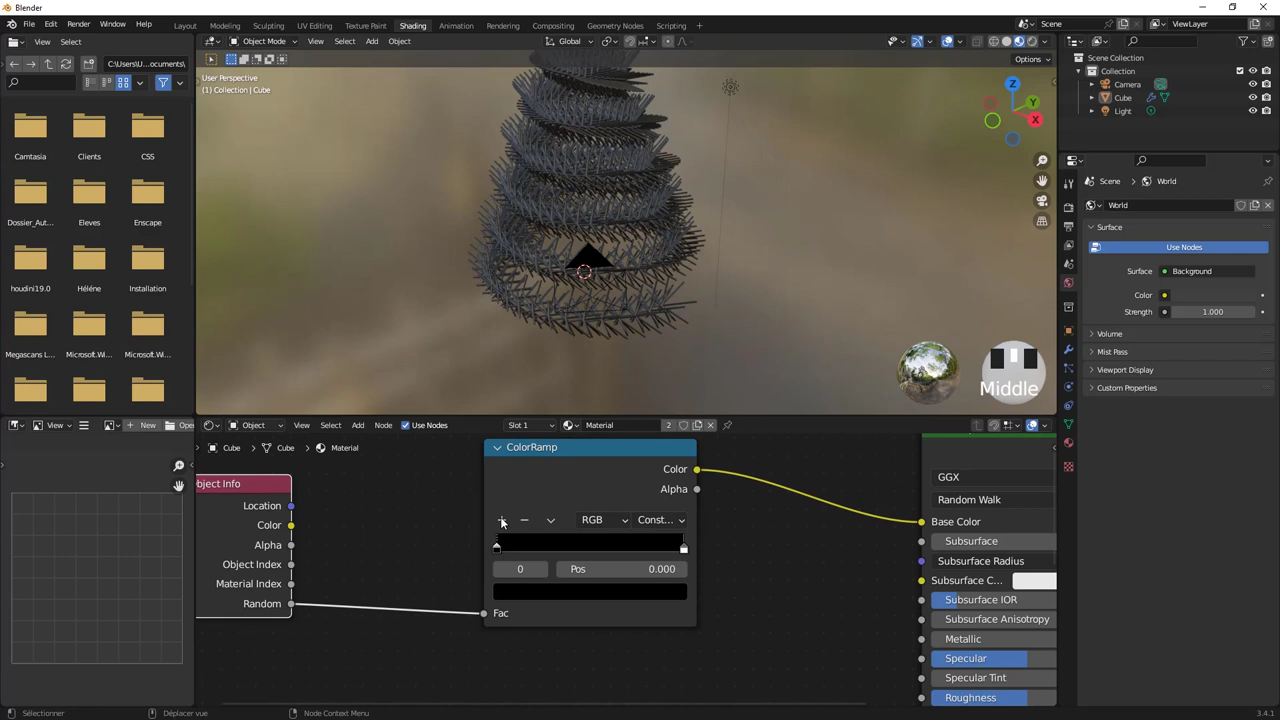 Blender
File Edit Render Window Help Layout Modeling Sculpting UV Editing Texture Paint Shading Animation Rendering Compositing Geometry Nodes Scripting + Scene ViewLayer
View Select Object Mode View Select Add Object Global
C:\Users\U...ocuments\ Options
User Perspective
(1) Collection | Cube
Scene Collection
Collection
Camera
Cube
Light
Z
Y
X
Camtasia Clients CSS
Dossier_Aut... Eleves Enscape
houdini19.0 Héléne Installation
Megascans L... Microsoft.Wi... Microsoft.Wi...
Scene World
World
Surface
Use Nodes
Surface Background
Color
Strength 1.000
Volume
Mist Pass
Viewport Display
Custom Properties
Middle
View New Open
Object View Select Add Node Use Nodes Slot 1 Material 2
Cube Cube Material
bject Info
Location
Color
Alpha
Object Index
Material Index
Random
ColorRamp
Color
Alpha
RGB Const...
0 Pos 0.000
Fac
GGX
Random Walk
Base Color
Subsurface
Subsurface Radius
Subsurface C...
Subsurface IOR
Subsurface Anisotropy
Metallic
Specular
Specular Tint
Roughness
Sélectionner Déplacer vue Node Context Menu 3.4.1